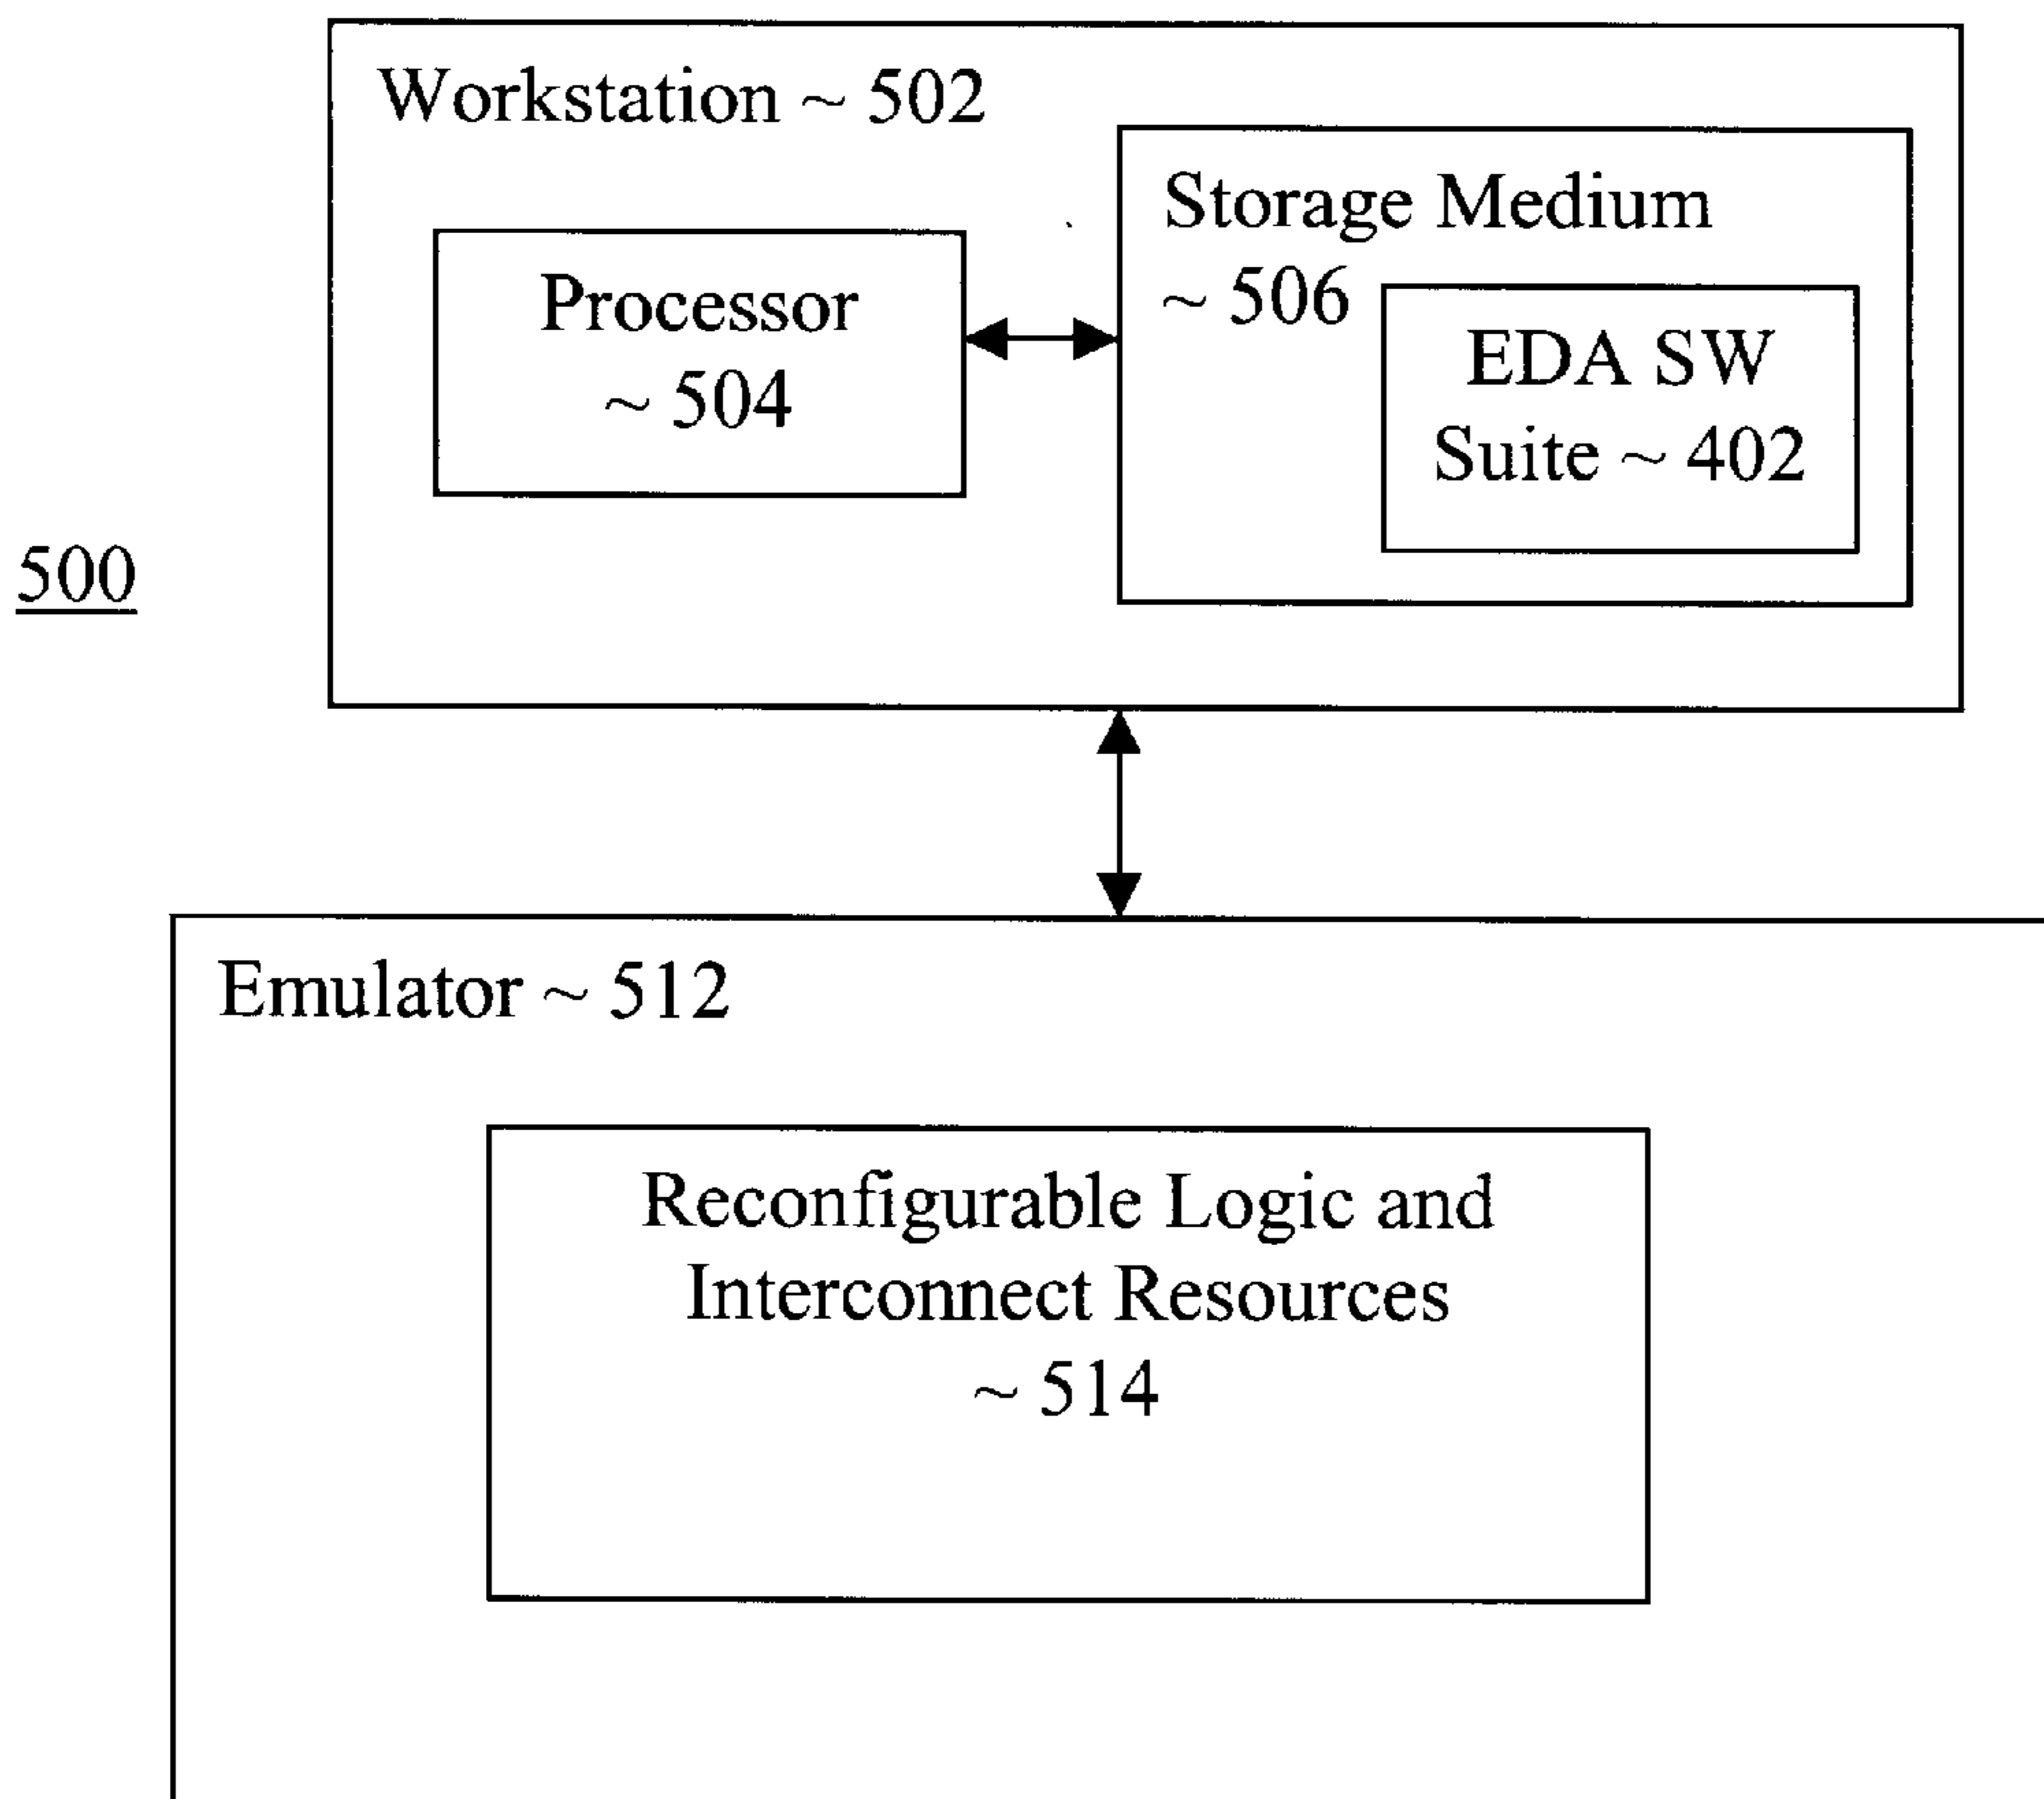 Workstation ~ 502
Storage Medium
~ 506
Processor
~ 504
EDA SW
Suite ~ 402
500
Emulator ~ 512
Reconfigurable Logic and
Interconnect Resources
~ 514